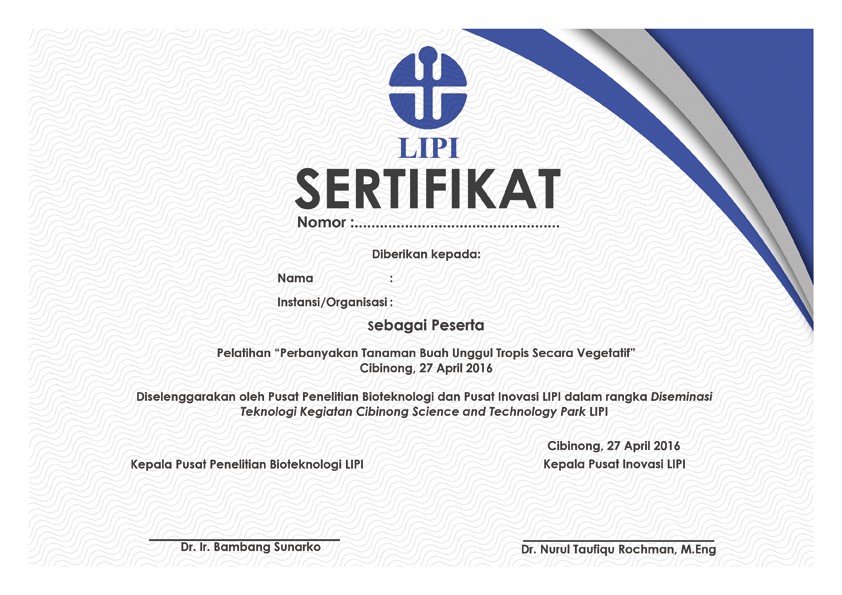 LIPI
SERTIFIKAT
Nomor :.................................................
Diberikan kepada:
Nama :
Instansi/Organisasi :
sebagai Peserta
Pelatihan “Perbanyakan Tanaman Buah Unggul Tropis Secara Vegetatif”
Cibinong, 27 April 2016
Diselenggarakan oleh Pusat Penelitian Bioteknologi dan Pusat Inovasi LIPI dalam rangka Diseminasi
Teknologi Kegiatan Cibinong Science and Technology Park LIPI
Cibinong, 27 April 2016
Kepala Pusat Penelitian Bioteknologi LIPI
Kepala Pusat Inovasi LIPI
Dr. Ir. Bambang Sunarko
Dr. Nurul Taufiqu Rochman, M.Eng